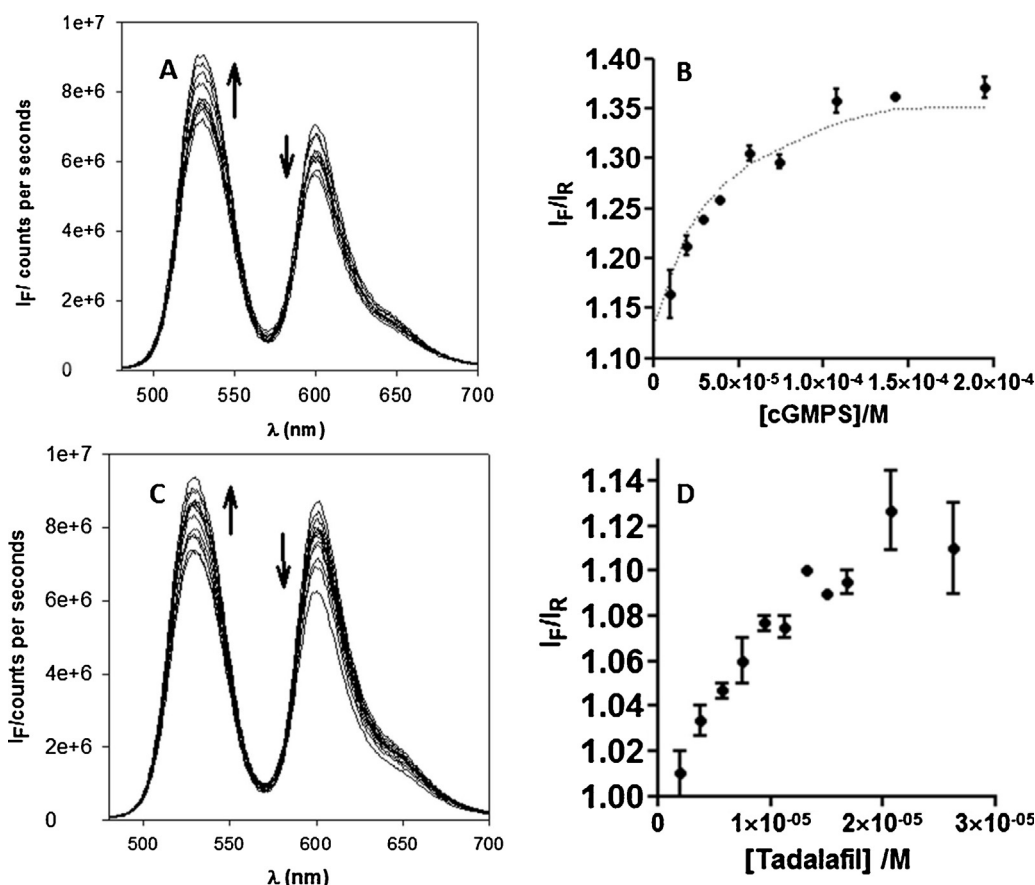 A
I_F/ counts per seconds
1e+7
8e+6
6e+6
4e+6
2e+6
0
500 550 600 650 700
λ (nm)
B
I_F/I_R
1.40
1.35
1.30
1.25
1.20
1.15
1.10
0 5.0×10-5 1.0×10-4 1.5×10-4 2.0×10-4
[cGMPS]/M
C
I_F/counts per seconds
1e+7
8e+6
6e+6
4e+6
2e+6
0
500 550 600 650 700
λ (nm)
D
I_F/I_R
1.14
1.12
1.10
1.08
1.06
1.04
1.02
1.00
0 1×10-05 2×10-05 3×10-05
[Tadalafil] /M